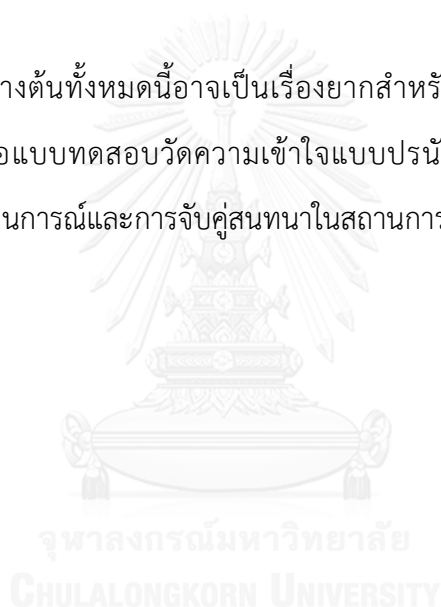 างต้นทั้งหมดนี้อาจเป็นเรื่องยากสำหรั
อแบบทดสอบวัดความเข้าใจแบบปรนั
นการณ์และการจับคู่สนทนาในสถานการ
จุฬาลงกรณ์มหาวิทยาลัย
CHULALONGKORN UNIVERSITY